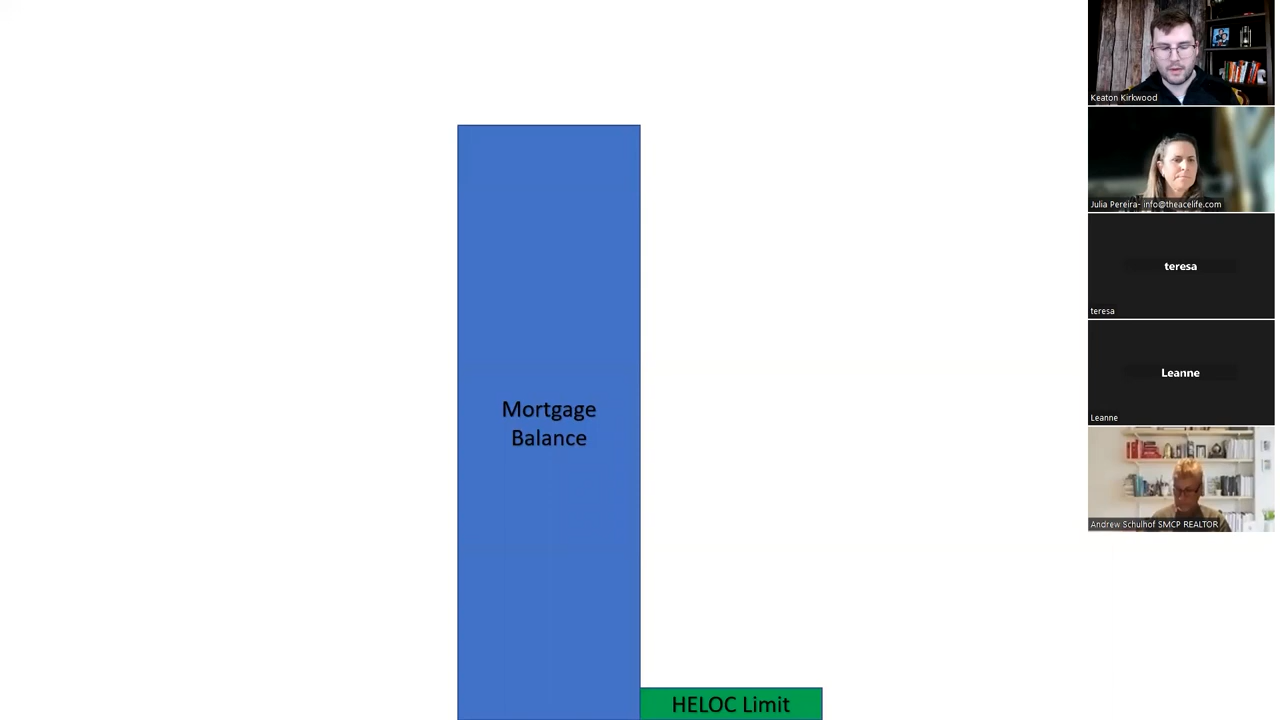 Mortgage
Balance
HELOC Limit
Keaton Kirkwood
Julia Pereira- info@theacelife.com
teresa
teresa
Leanne
Leanne
Andrew Schulhof SMCP REALTOR